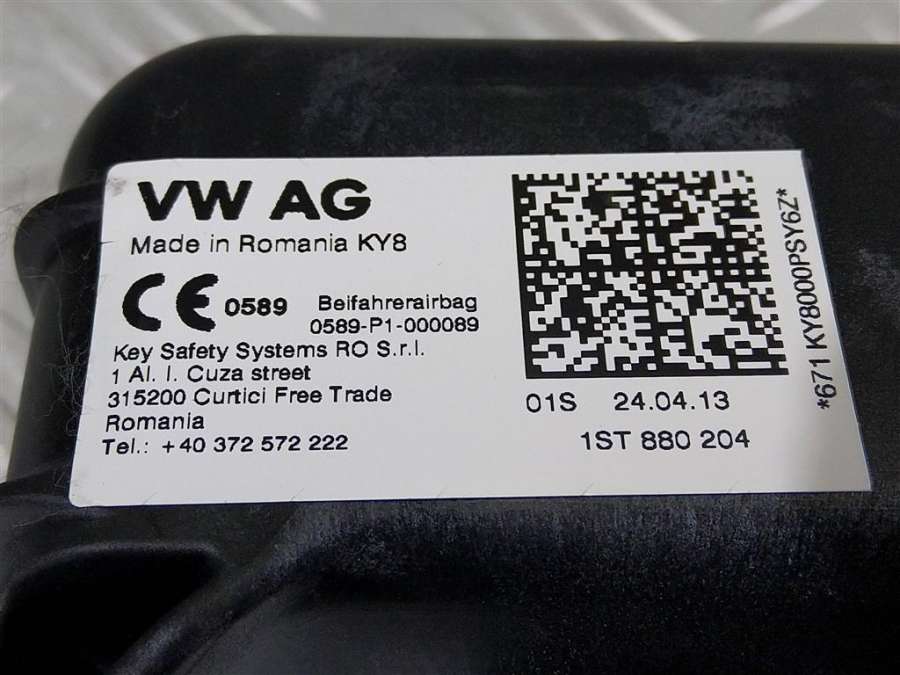 VW AG
Made in Romania KY8
CE 0589 Beifahrerairbag
0589-P1-000089
Key Safety Systems RO S.r.l.
1 Al. I. Cuza street
315200 Curtici Free Trade
Romania
Tel.: +40 372 572 222
01S 24.04.13
1ST 880 204
*671 KY8000PSY6Z*